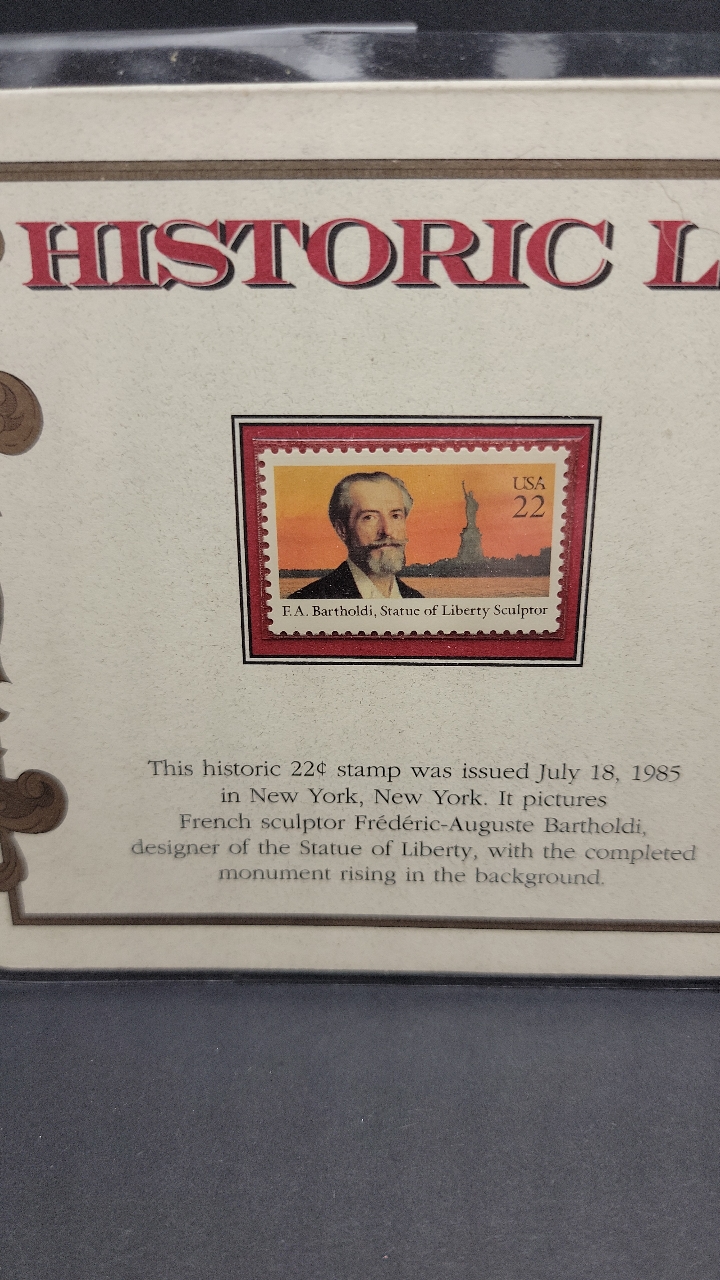 HISTORIC L
USA
22
F.A. Bartholdi, Statue of Liberty Sculptor
This historic 22¢ stamp was issued July 18, 1985
in New York, New York. It pictures
French sculptor Frédéric-Auguste Bartholdi,
designer of the Statue of Liberty, with the completed
monument rising in the background.